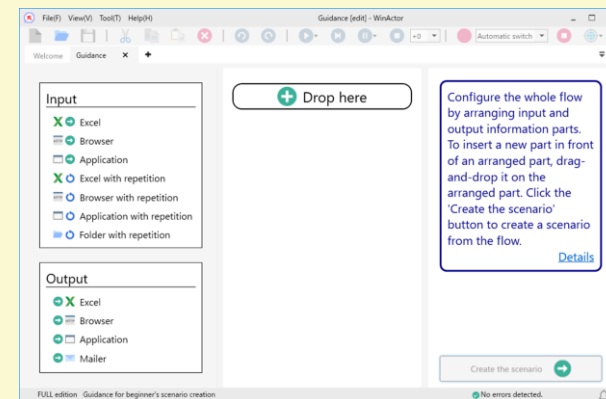 File(F) View(V) Tool(T) Help(H)
Guidance [edit] - WinActor
+0
Automatic switch
Welcome
Guidance
Input
Excel
Browser
Application
Excel with repetition
Browser with repetition
Application with repetition
Folder with repetition
Output
Excel
Browser
Application
Mailer
Drop here
Configure the whole flow
by arranging input and
output information parts.
To insert a new part in front
of an arranged part, drag-
and-drop it on the
arranged part. Click the
'Create the scenario'
button to create a scenario
from the flow.
Details
Create the scenario
FULL edition Guidance for beginner's scenario creation
No errors detected.